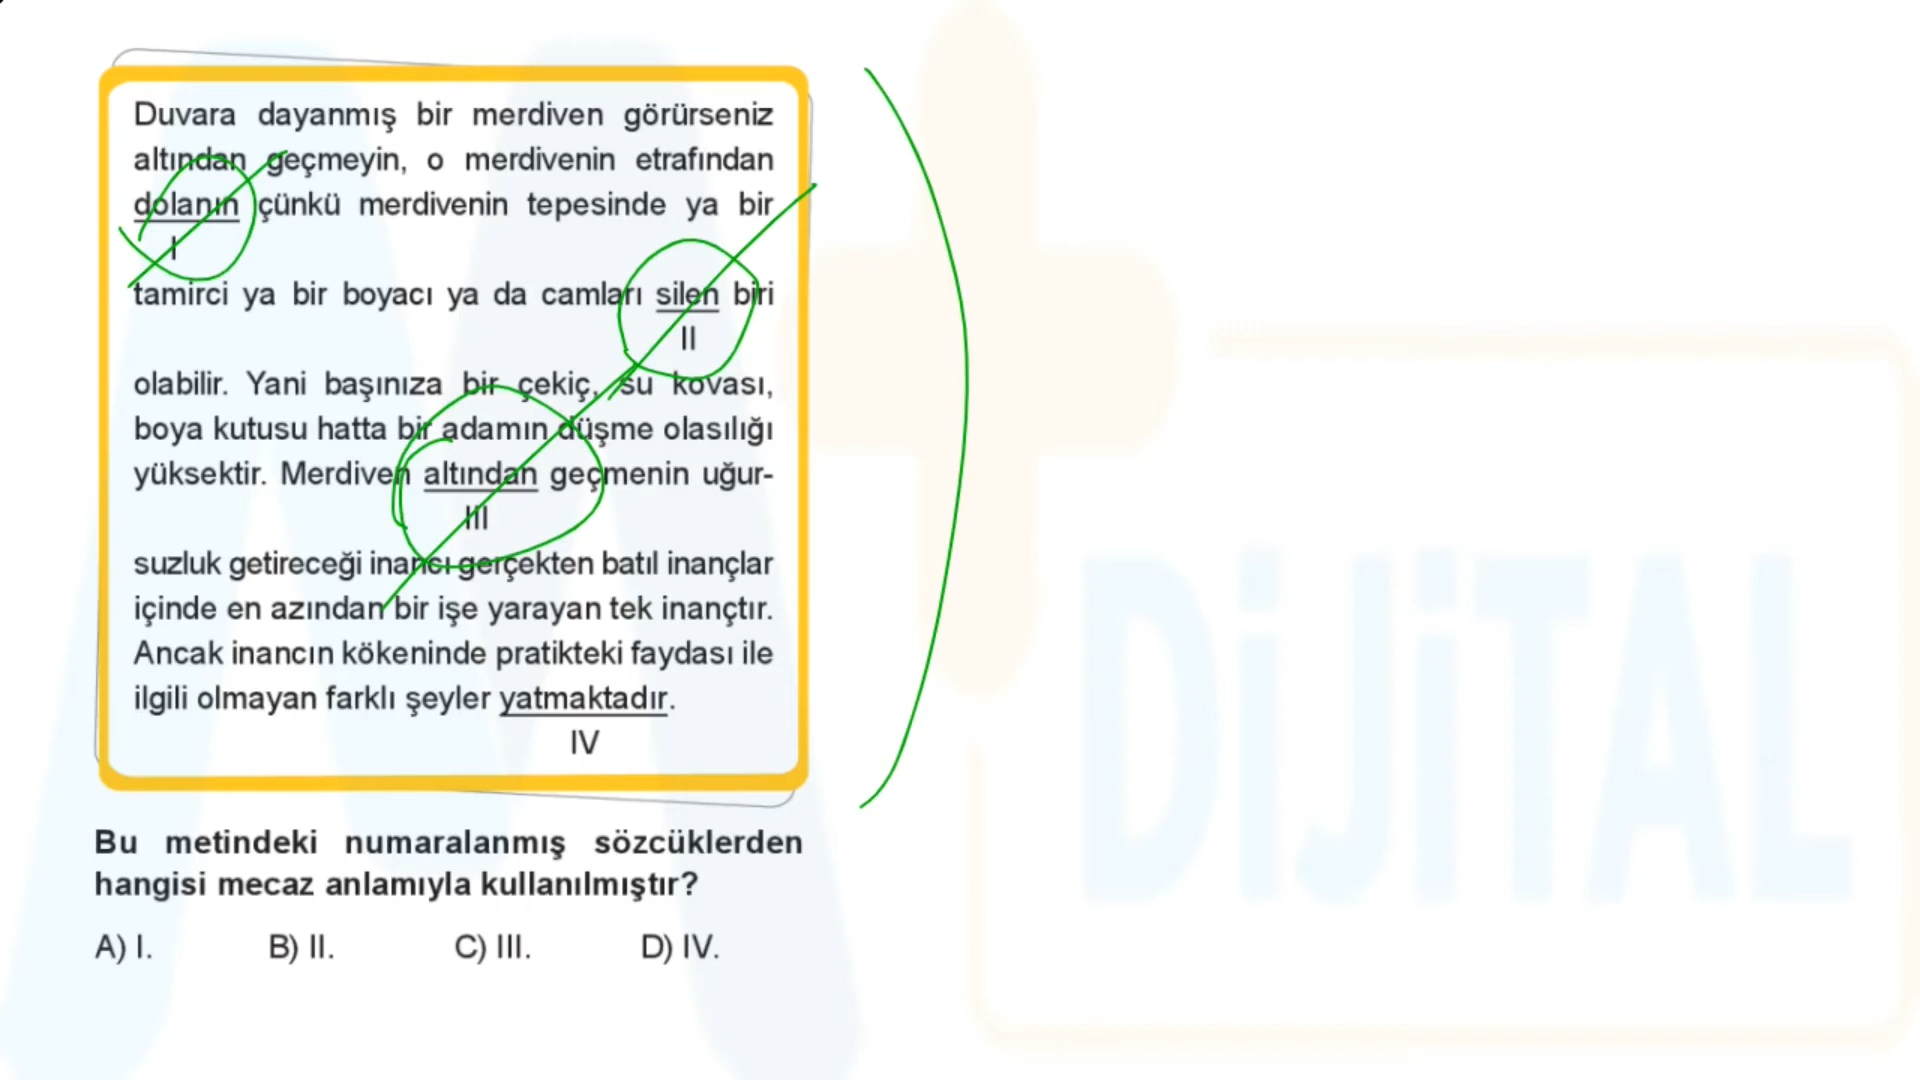 Duvara dayanmış bir merdiven görürseniz
altından geçmeyin, o merdivenin etrafından
dolanın çünkü merdivenin tepesinde ya bir
I
tamirci ya bir boyacı ya da camları silen biri
II
olabilir. Yani başınıza bir çekiç, su kovası,
boya kutusu hatta bir adamın düşme olasılığı
yüksektir. Merdiven altından geçmenin uğur-
III
suzluk getireceği inancı gerçekten batıl inançlar
içinde en azından bir işe yarayan tek inançtır.
Ancak inancın kökeninde pratikteki faydası ile
ilgili olmayan farklı şeyler yatmaktadır.
IV
Bu metindeki numaralanmış sözcüklerden
hangisi mecaz anlamıyla kullanılmıştır?
A) I. B) II. C) III. D) IV.
DİJİTAL